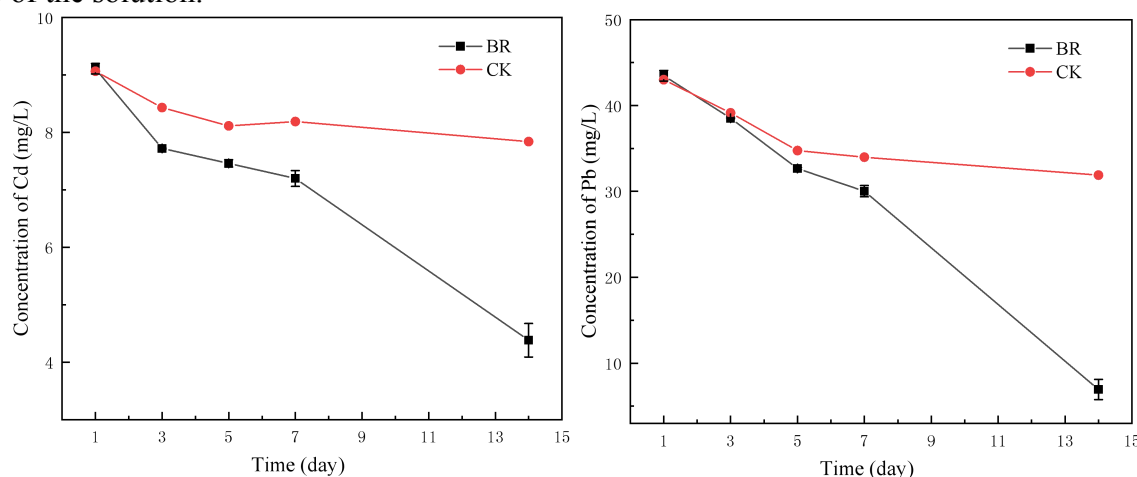 of the solution.
10
8
6
4
Concentration of Cd (mg/L)
BR
CK
1 3 5 7 9 11 13 15
Time (day)
50
40
30
20
10
Concentration of Pb (mg/L)
BR
CK
1 3 5 7 9 11 13 15
Time (day)